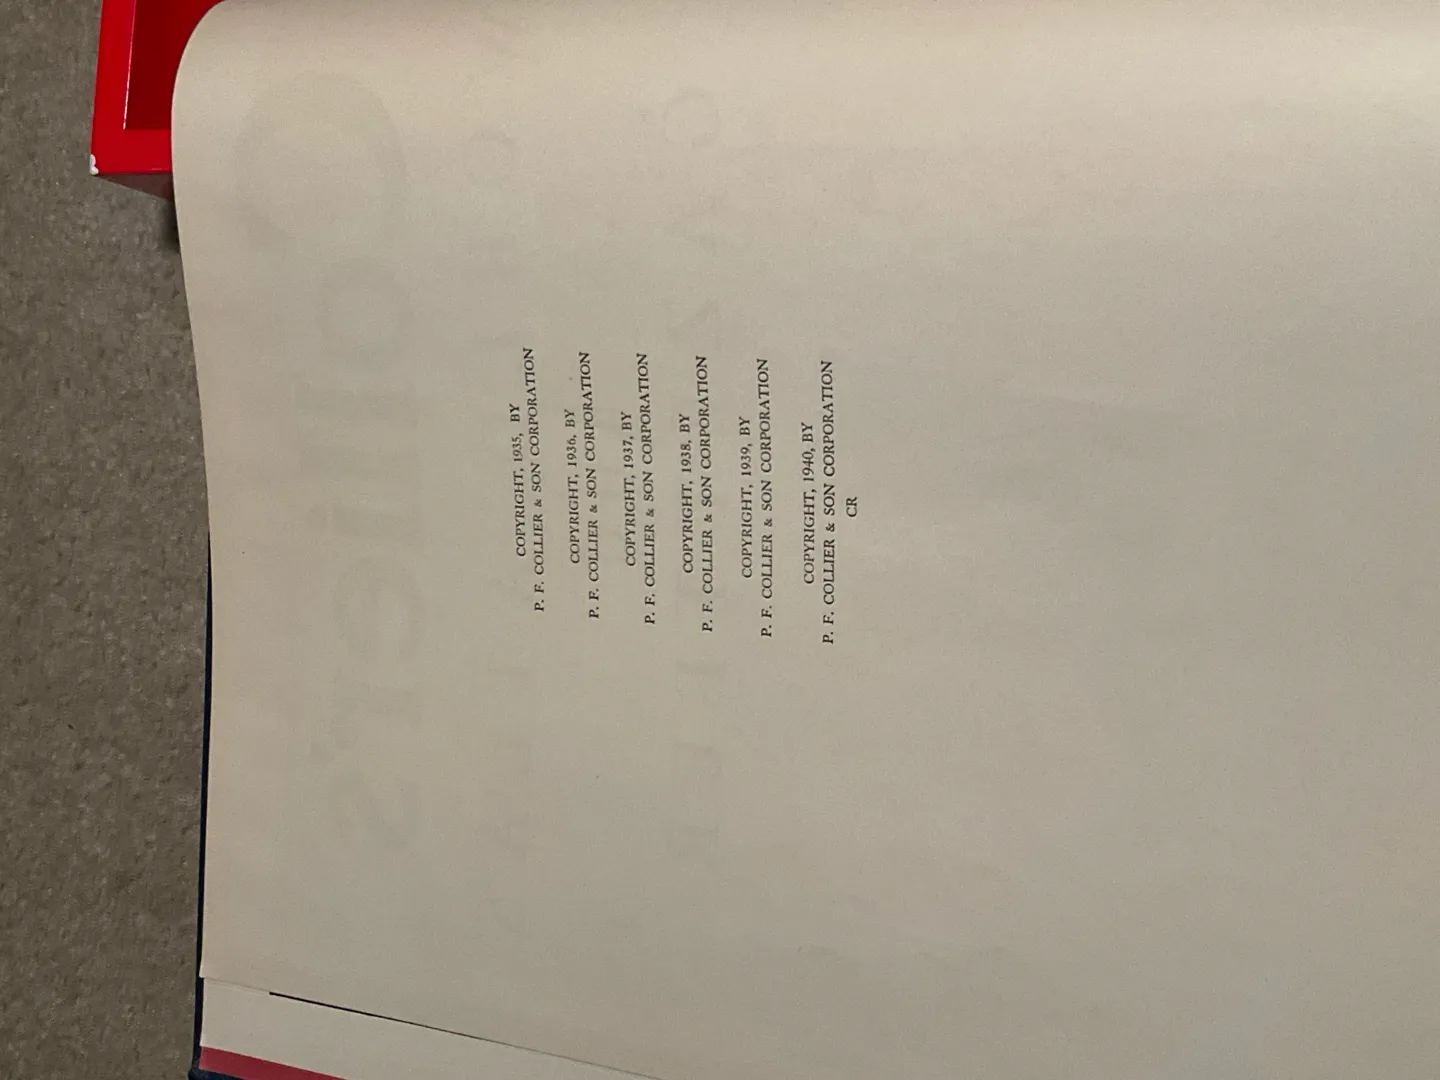 COPYRIGHT, 1935, BY
P. F. COLLIER & SON CORPORATION
COPYRIGHT, 1936, BY
P. F. COLLIER & SON CORPORATION
COPYRIGHT, 1937, BY
P. F. COLLIER & SON CORPORATION
COPYRIGHT, 1938, BY
P. F. COLLIER & SON CORPORATION
COPYRIGHT, 1939, BY
P. F. COLLIER & SON CORPORATION
COPYRIGHT, 1940, BY
P. F. COLLIER & SON CORPORATION
CR